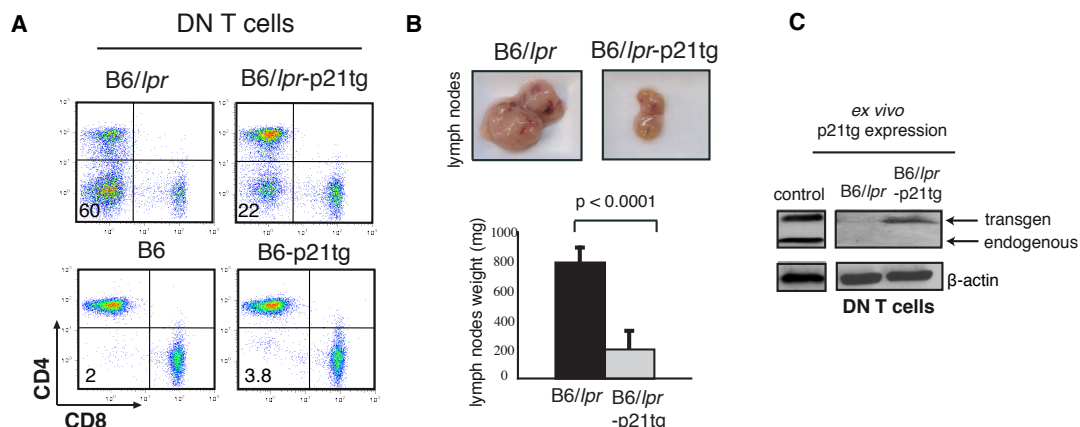 A
DN T cells
B6/lpr
B6/lpr-p21tg
60
22
B6
B6-p21tg
2
3.8
CD4
CD8
B
B6/lpr
B6/lpr-p21tg
lymph nodes
p < 0.0001
lymph nodes weight (mg)
1000
800
600
400
200
0
B6/lpr
B6/lpr
-p21tg
C
ex vivo
p21tg expression
control
B6/lpr
B6/lpr
-p21tg
transgen
endogenous
β-actin
DN T cells